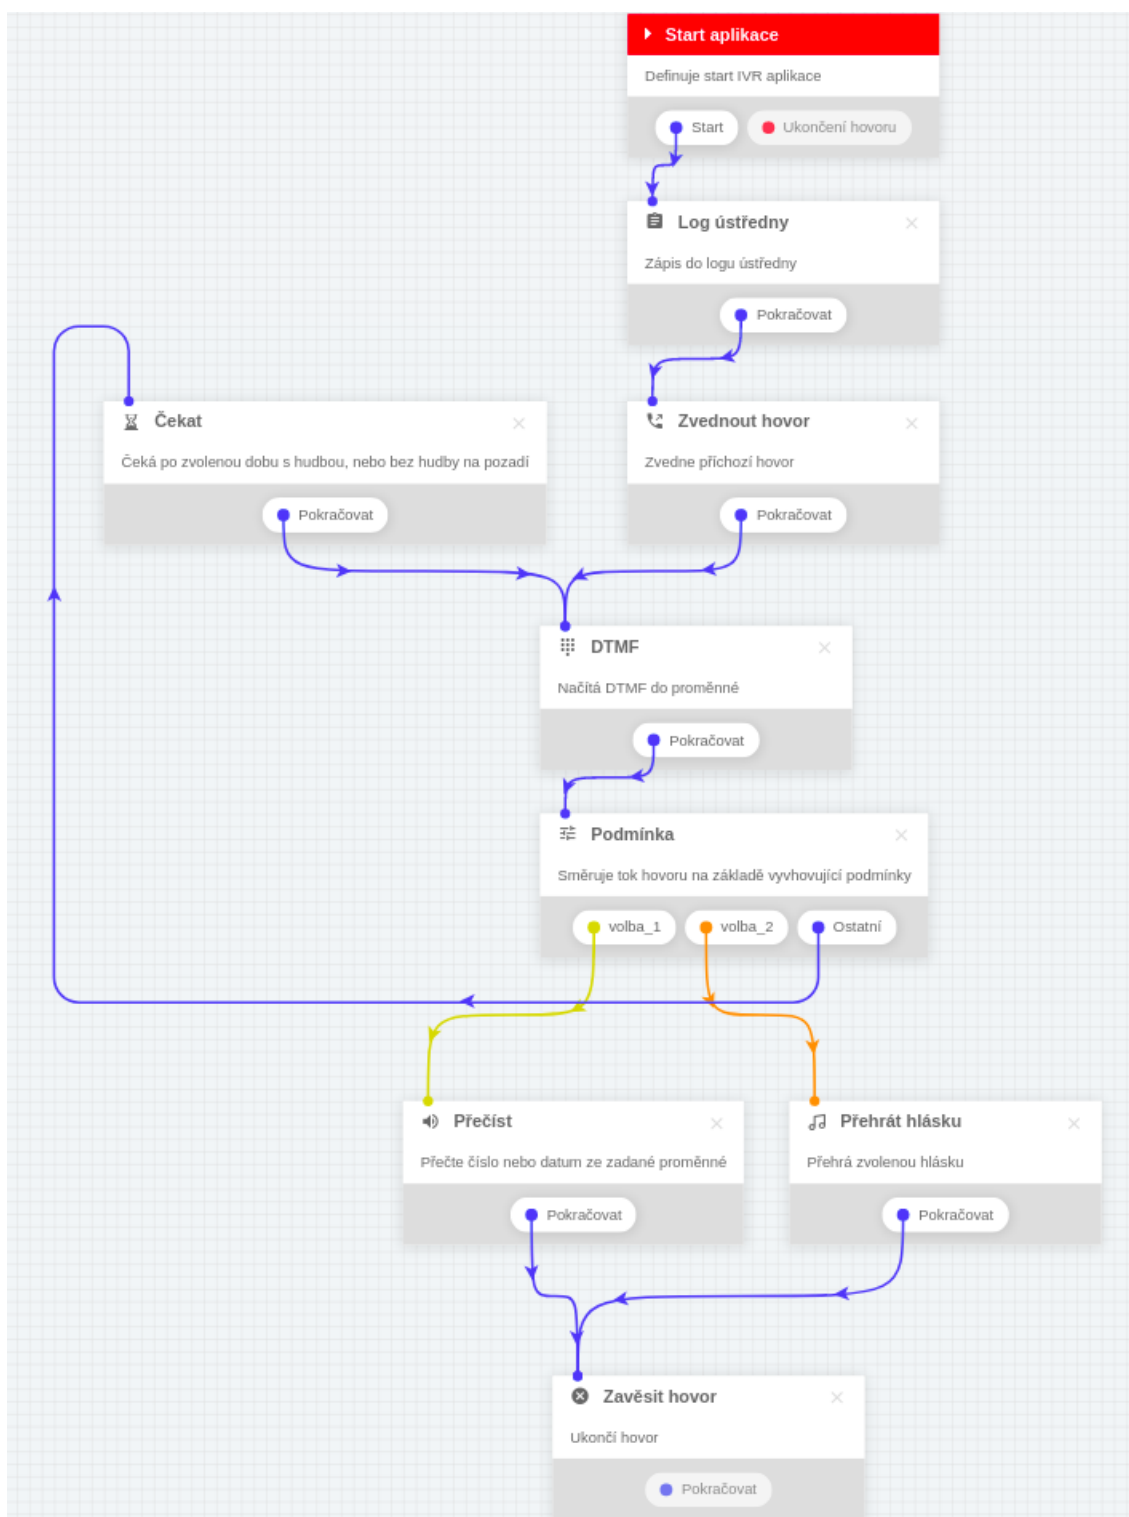 Start aplikace
Definuje start IVR aplikace
Start
Ukončení hovoru
Log ústředny
Zápis do logu ústředny
Pokračovat
Čekat
Čeká po zvolenou dobu s hudbou, nebo bez hudby na pozadí
Pokračovat
Zvednout hovor
Zvedne příchozí hovor
Pokračovat
DTMF
Načítá DTMF do proměnné
Pokračovat
Podmínka
Směruje tok hovoru na základě vyvhovující podmínky
volba_1
volba_2
Ostatní
Přečíst
Přečte číslo nebo datum ze zadané proměnné
Pokračovat
Přehrát hlásku
Přehrá zvolenou hlásku
Pokračovat
Zavěsit hovor
Ukončí hovor
Pokračovat